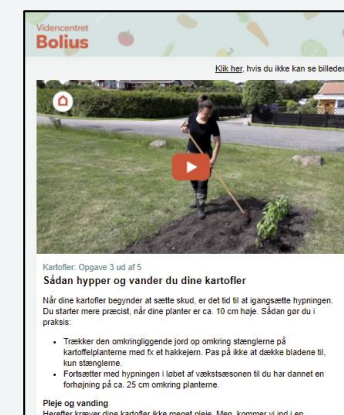 Videncentret
Bolius
Klik her, hvis du ikke kan se billeder
Kartofler: Opgave 3 ud af 5
Sådan hypper og vander du dine kartofler
Når dine kartofler begynder at sætte skud, er det tid til at igangsætte hypningen.
Du starter mere præcist, når dine planter er ca. 10 cm høje. Sådan gør du i
praksis:
• Trækker den omkringliggende jord op omkring stænglerne på
kartoffelplanterne med fx et hakkejern. Pas på ikke at dække bladene til,
kun stænglerne.
• Fortsætter med hypningen i løbet af vækstsæsonen til du har dannet en
forhøjning på ca. 25 cm omkring planterne.
Pleje og vanding
Herefter kræver dine kartofler ikke meget pleje. Men, kommer vi ind i en